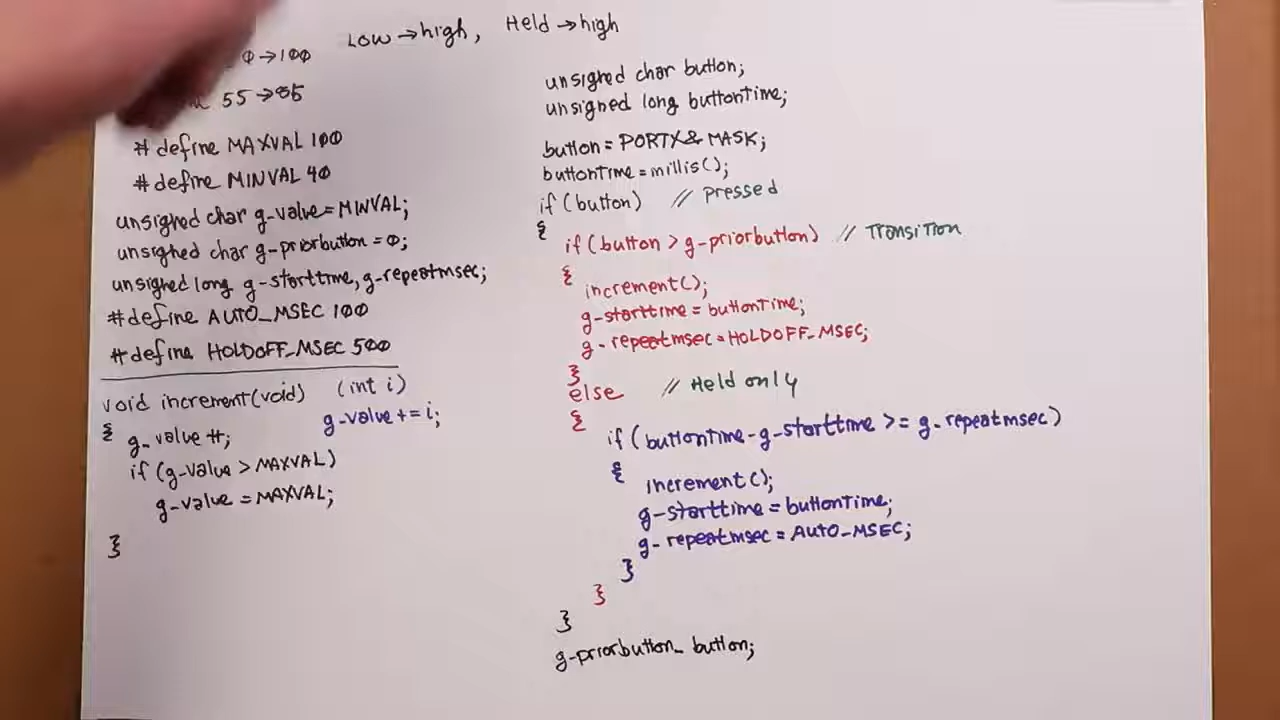 Low → high, Held → high
0 → 100
55 → 65
# define MAXVAL 100
# define MINVAL 40
unsigned char g-value = MINVAL;
unsigned char g-priorbutton = 0;
unsigned long g-starttime, g-repeatmsec;
#define AUTO_MSEC 100
#define HOLDOFF_MSEC 500
void increment(void) (int i)
{ g_value++; g-value += i;
if (g-value > MAXVAL)
g-value = MAXVAL;
}
unsigned char button;
unsigned long buttontime;
button = PORTX & MASK;
buttontime = millis();
if (button) // Pressed
{
if (button > g-priorbutton) // Transition
{
increment();
g-starttime = buttontime;
g-repeatmsec = HOLDOFF_MSEC;
}
else // Held only
{
if (buttontime - g-starttime >= g-repeatmsec)
{
increment();
g-starttime = buttontime;
g-repeatmsec = AUTO_MSEC;
}
}
}
g-priorbutton = button;